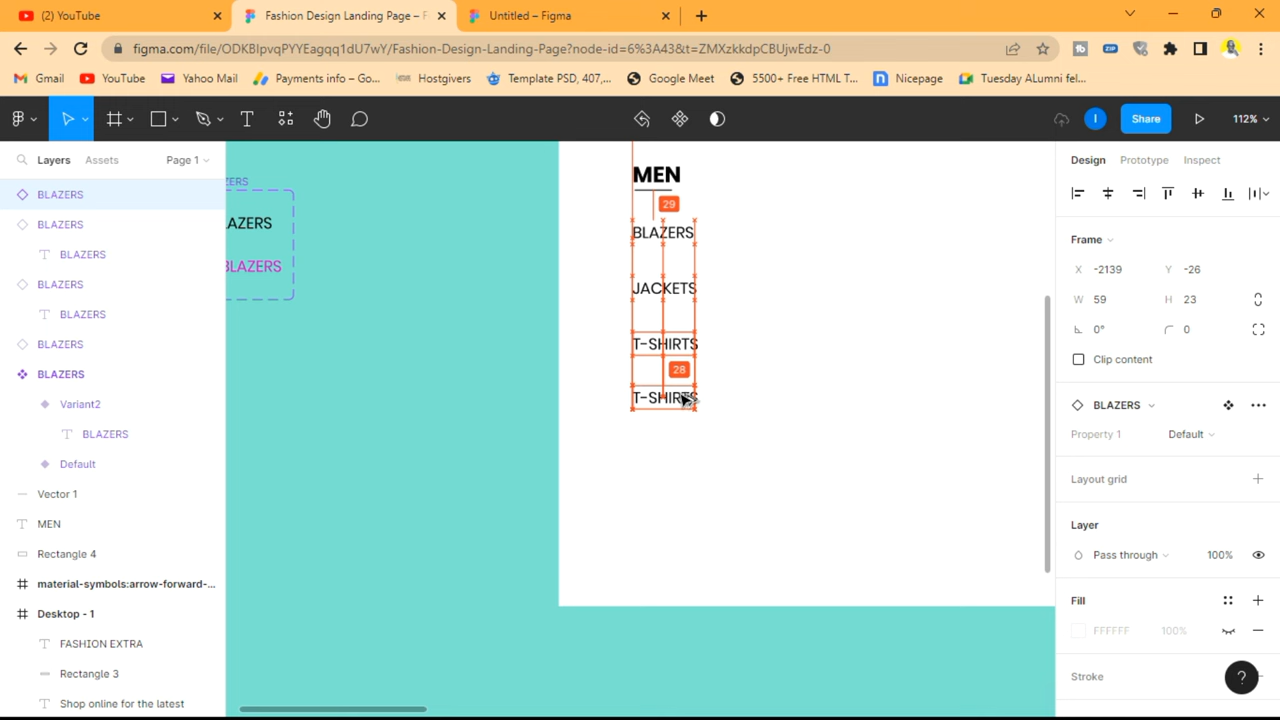 (2) YouTube
Fashion Design Landing Page – F
Untitled – Figma
figma.com/file/ODKBlpvqPYYEagqq1dU7wY/Fashion-Design-Landing-Page?node-id=6%3A43&t=ZMXzkkdpCBUjwEdz-0
Gmail
YouTube
Yahoo Mail
Payments info – Go...
Hostgivers
Template PSD, 407,...
Google Meet
5500+ Free HTML T...
Nicepage
Tuesday ALumni fel...
I
Share
112%
Layers
Assets
Page 1
BLAZERS
BLAZERS
BLAZERS
BLAZERS
BLAZERS
BLAZERS
BLAZERS
Variant2
BLAZERS
Default
Vector 1
MEN
Rectangle 4
material-symbols:arrow-forward-...
Desktop - 1
FASHION EXTRA
Rectangle 3
Shop online for the latest
ZERS
AZERS
BLAZERS
MEN
29
BLAZERS
JACKETS
T-SHIRTS
28
T-SHIRTS
Design
Prototype
Inspect
Frame
X -2139
Y -26
W 59
H 23
0°
0
Clip content
BLAZERS
Property 1
Default
Layout grid
Layer
Pass through
100%
Fill
FFFFFF
100%
Stroke
?